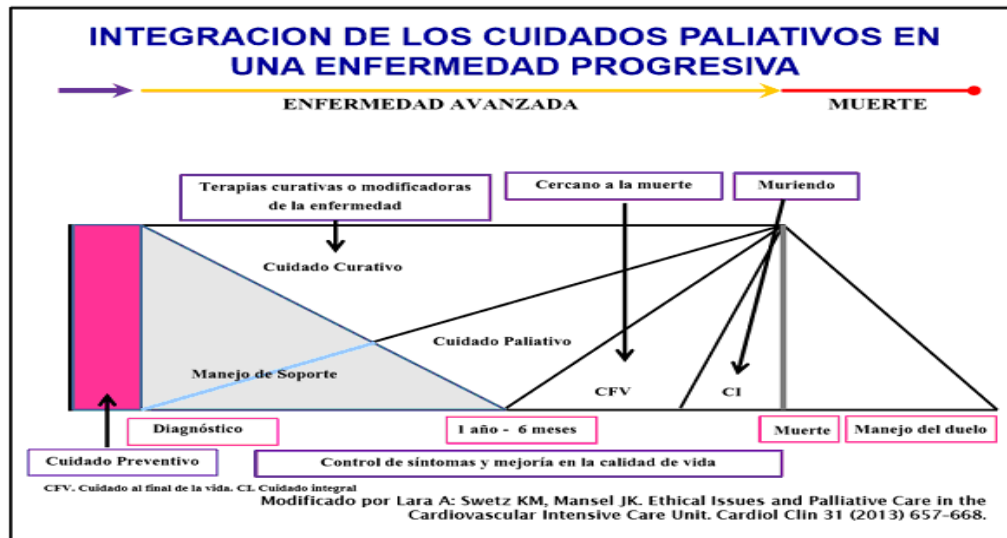 INTEGRACION DE LOS CUIDADOS PALIATIVOS EN
UNA ENFERMEDAD PROGRESIVA
ENFERMEDAD AVANZADA
MUERTE
Terapias curativas o modificadoras
de la enfermedad
Cercano a la muerte
Muriendo
Cuidado Curativo
Cuidado Paliativo
Manejo de Soporte
CFV
CI
Diagnóstico
1 año - 6 meses
Muerte
Manejo del duelo
Cuidado Preventivo
Control de síntomas y mejoría en la calidad de vida
CFV. Cuidado al final de la vida. CI. Cuidado integral
Modificado por Lara A: Swetz KM, Mansel JK. Ethical Issues and Palliative Care in the
Cardiovascular Intensive Care Unit. Cardiol Clin 31 (2013) 657-668.